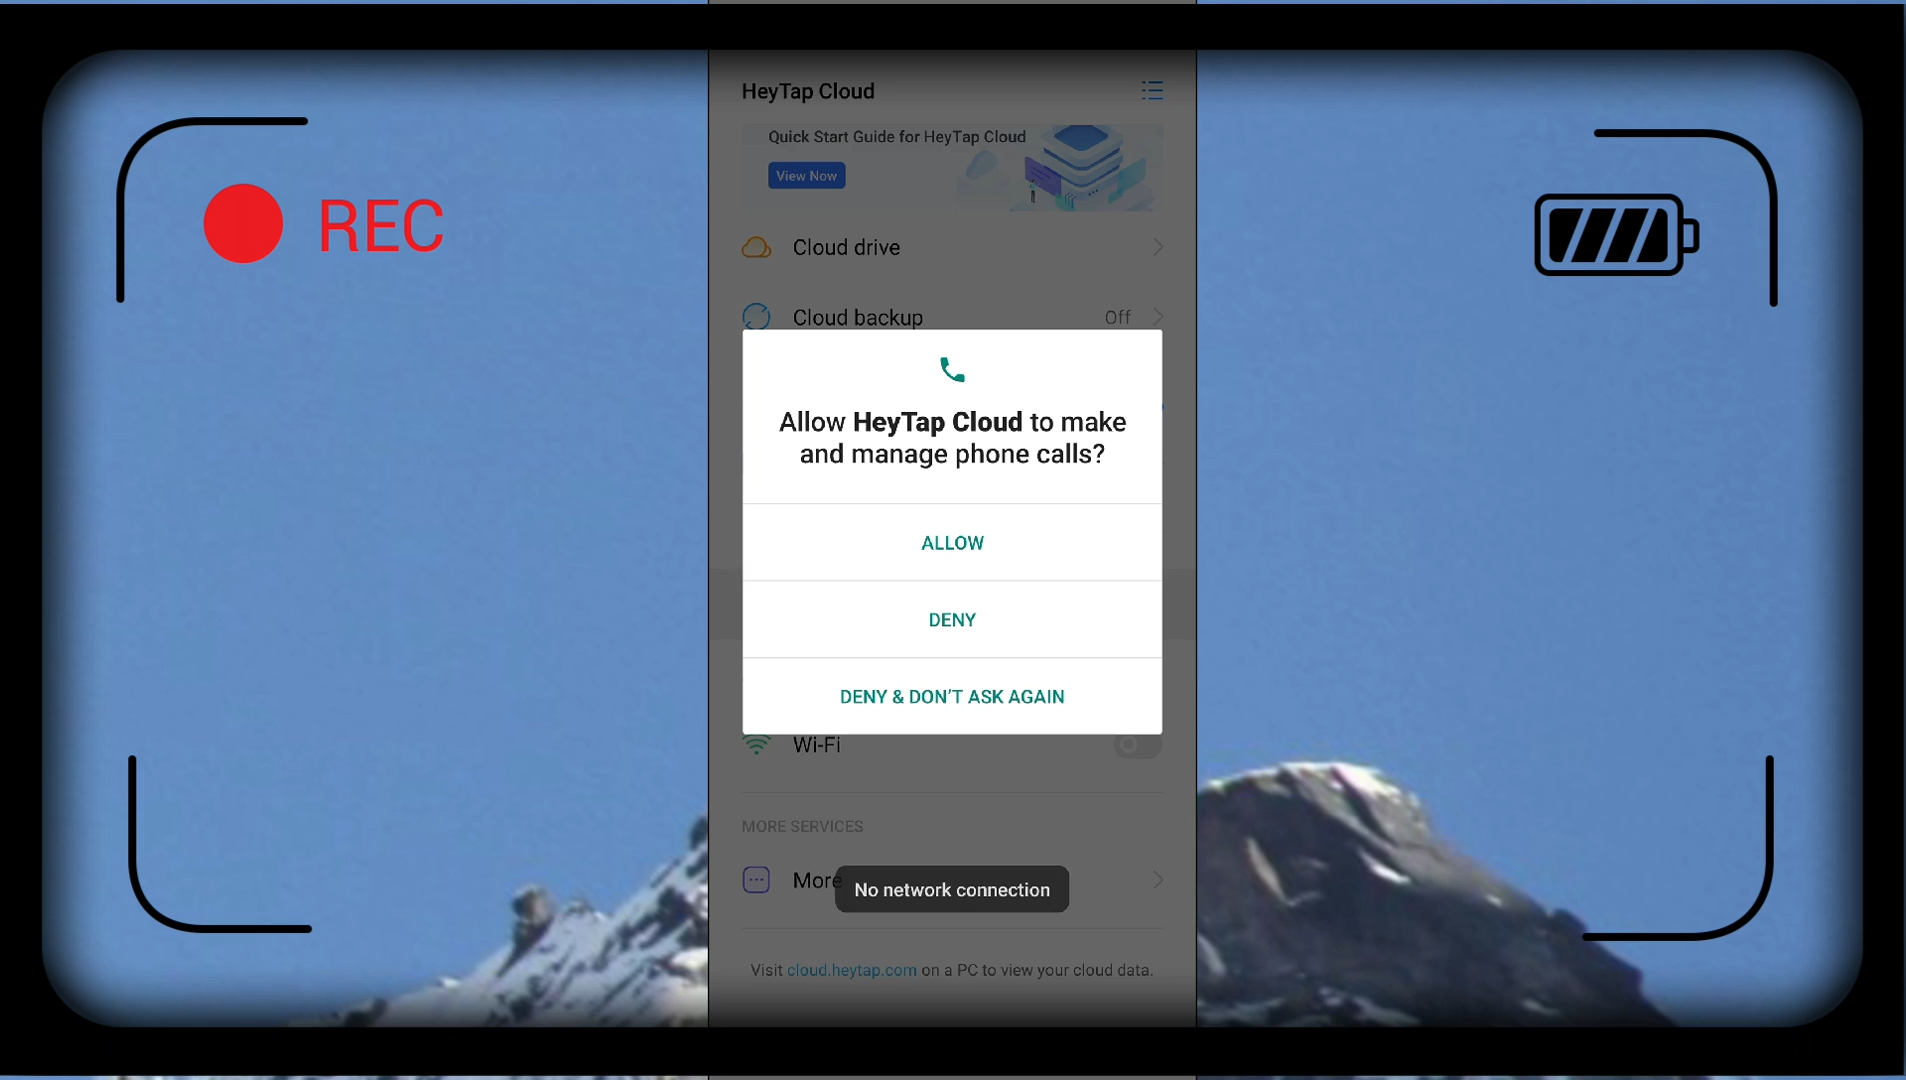 HeyTap Cloud
Quick Start Guide for HeyTap Cloud
View Now
REC
Cloud drive
Cloud backup
Off
Allow HeyTap Cloud to make
and manage phone calls?
ALLOW
DENY
DENY & DON'T ASK AGAIN
Wi-Fi
MORE SERVICES
More
No network connection
Visit cloud.heytap.com on a PC to view your cloud data.